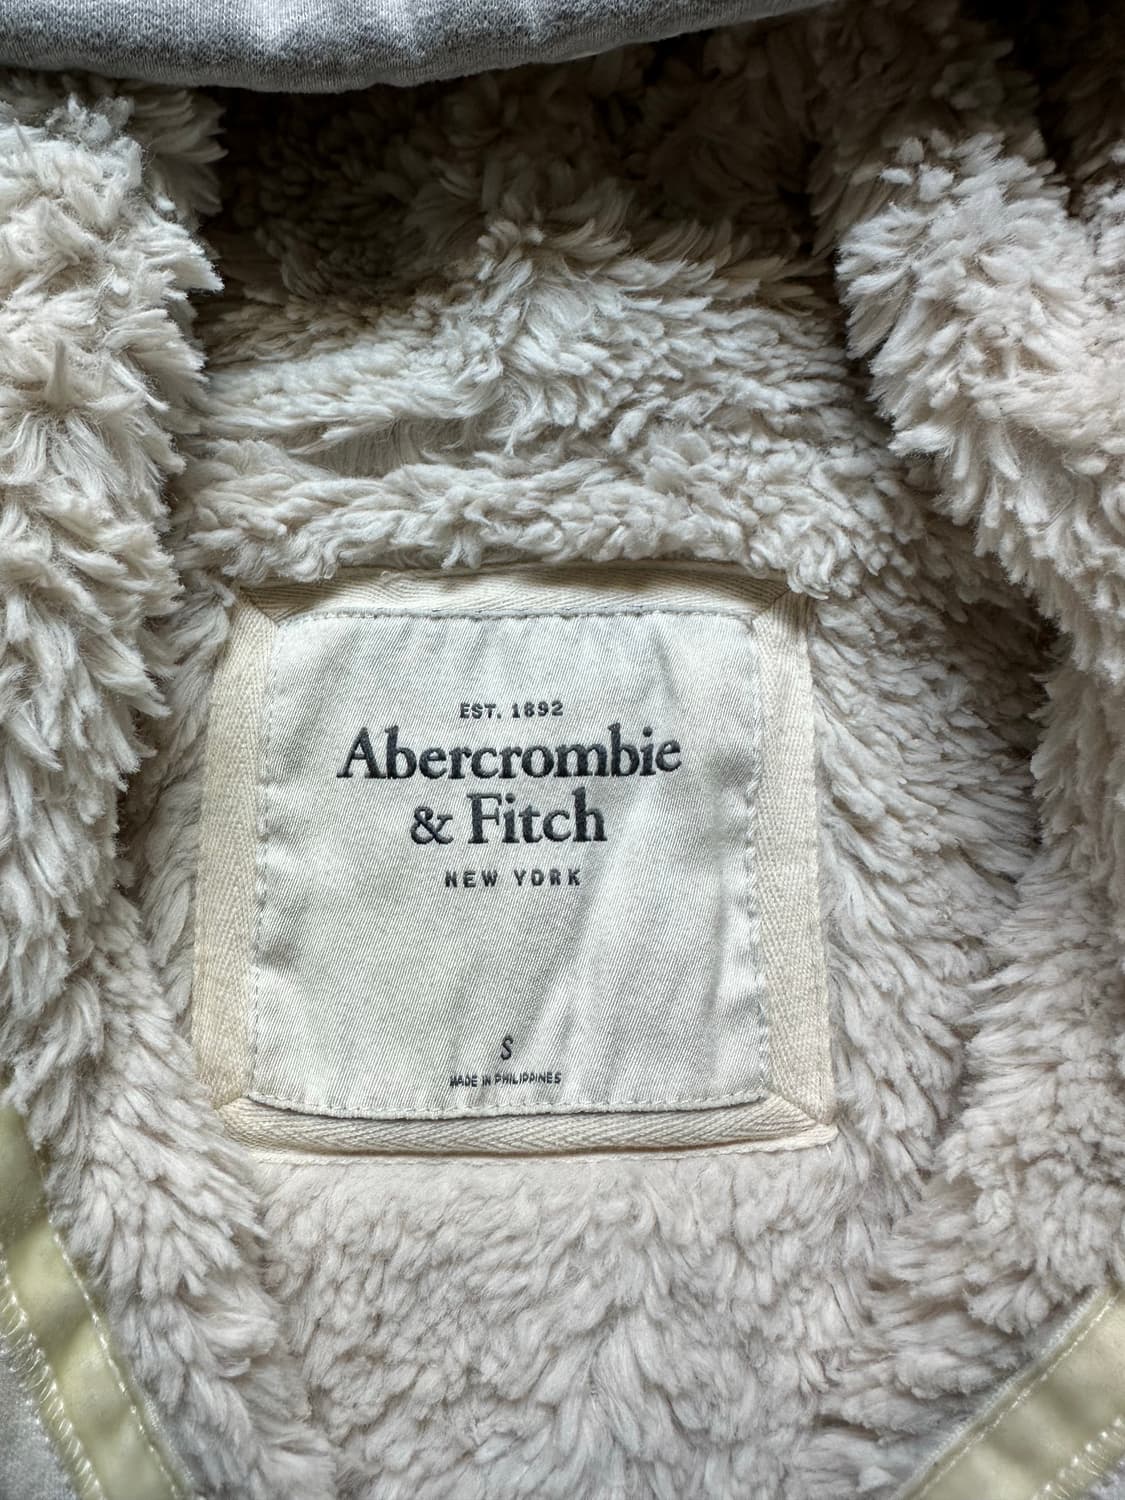 EST. 1892
Abercrombie
& Fitch
NEW YORK
S
MADE IN PHILIPPINES